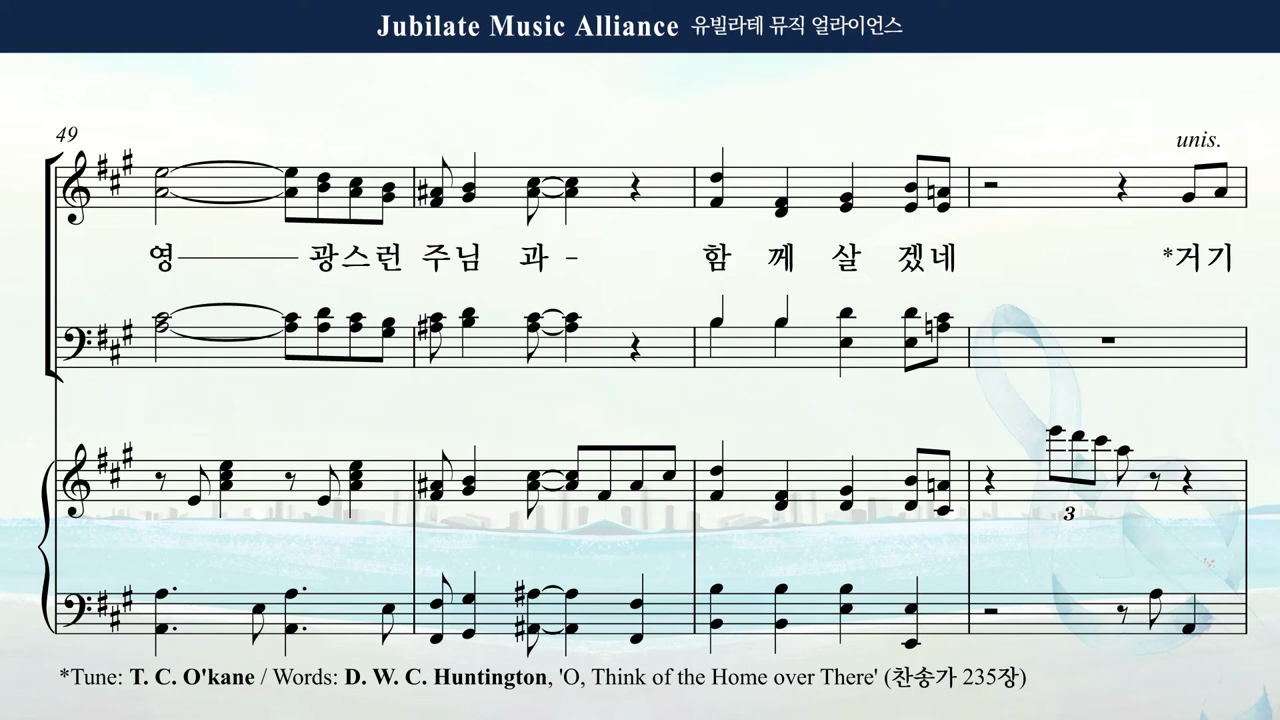 Jubilate Music Alliance 유빌라테 뮤직 얼라이언스
49
unis.
영 광스런 주님 과 - 함 께 살 겠네 *거기
3
*Tune: T. C. O'kane / Words: D. W. C. Huntington, 'O, Think of the Home over There' (찬송가 235장)